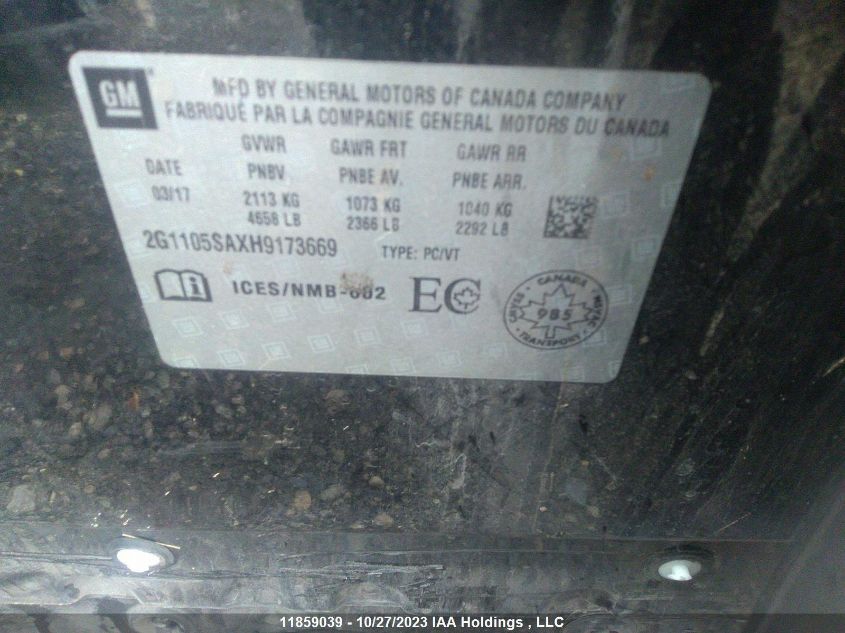 GM
MFD BY GENERAL MOTORS OF CANADA COMPANY
FABRIQUÉ PAR LA COMPAGNIE GENERAL MOTORS DU CANADA
DATE GVWR GAWR FRT GAWR RR
PNBV PNBE AV. PNBE ARR.
03/17 2113 KG 1073 KG 1040 KG
4658 LB 2366 LB 2292 LB
2G1105SAXH9173669 TYPE: PC/VT
ICES/NMB-002 EC
CANADA
985
TRANSPORT
11859039 - 10/27/2023 IAA Holdings , LLC